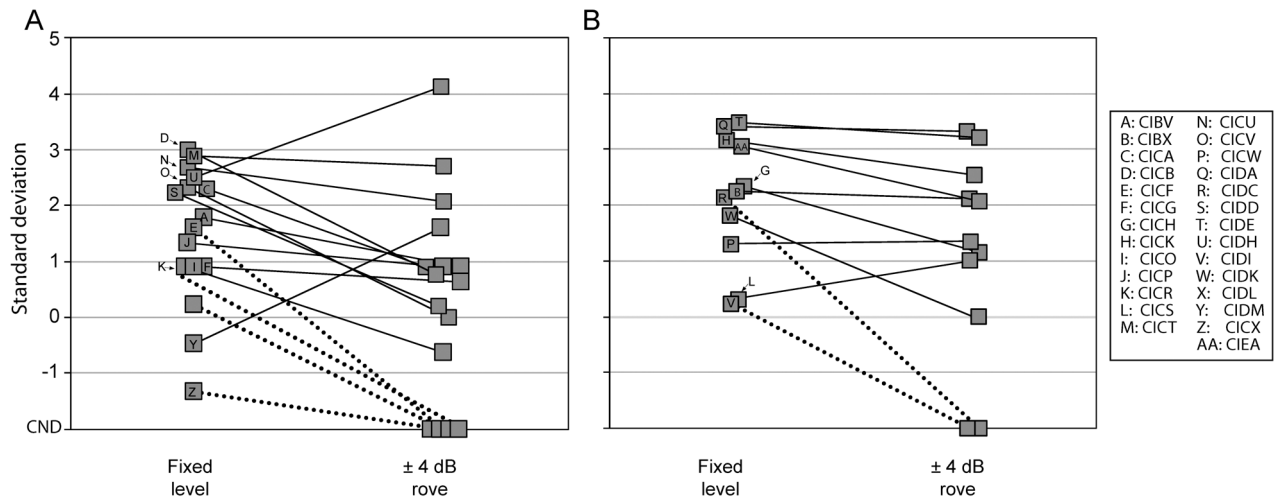 A
B
5
4
3
2
1
0
-1
CND
Standard deviation
D
M
N
U
O
S
C
A
E
J
K
I
F
Y
Z
Q
T
H
AA
G
B
R
W
P
L
V
Fixed level
± 4 dB rove
Fixed level
± 4 dB rove
A: CIBV N: CICU
B: CIBX O: CICV
C: CICA P: CICW
D: CICB Q: CIDA
E: CICF R: CIDC
F: CICG S: CIDD
G: CICH T: CIDE
H: CICK U: CIDH
I: CICO V: CIDI
J: CICP W: CIDK
K: CICR X: CIDL
L: CICS Y: CIDM
M: CICT Z: CICX
AA: CIEA